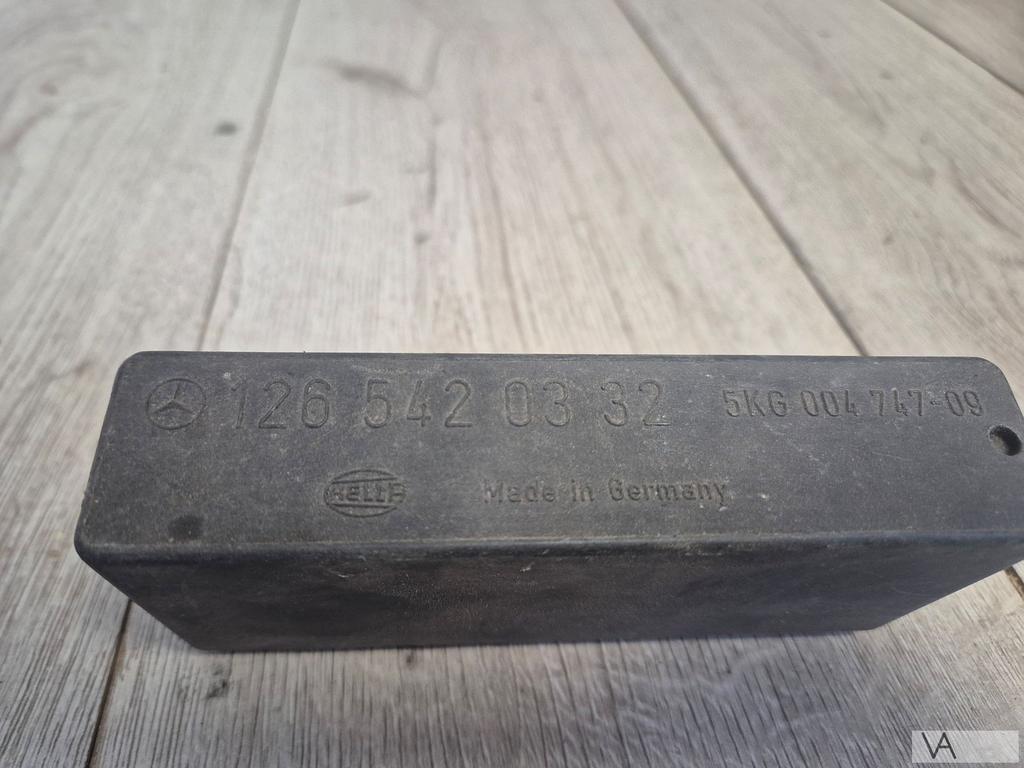 126 542 03 32 5KG 004 747-09
HELLA Made in Germany
VA